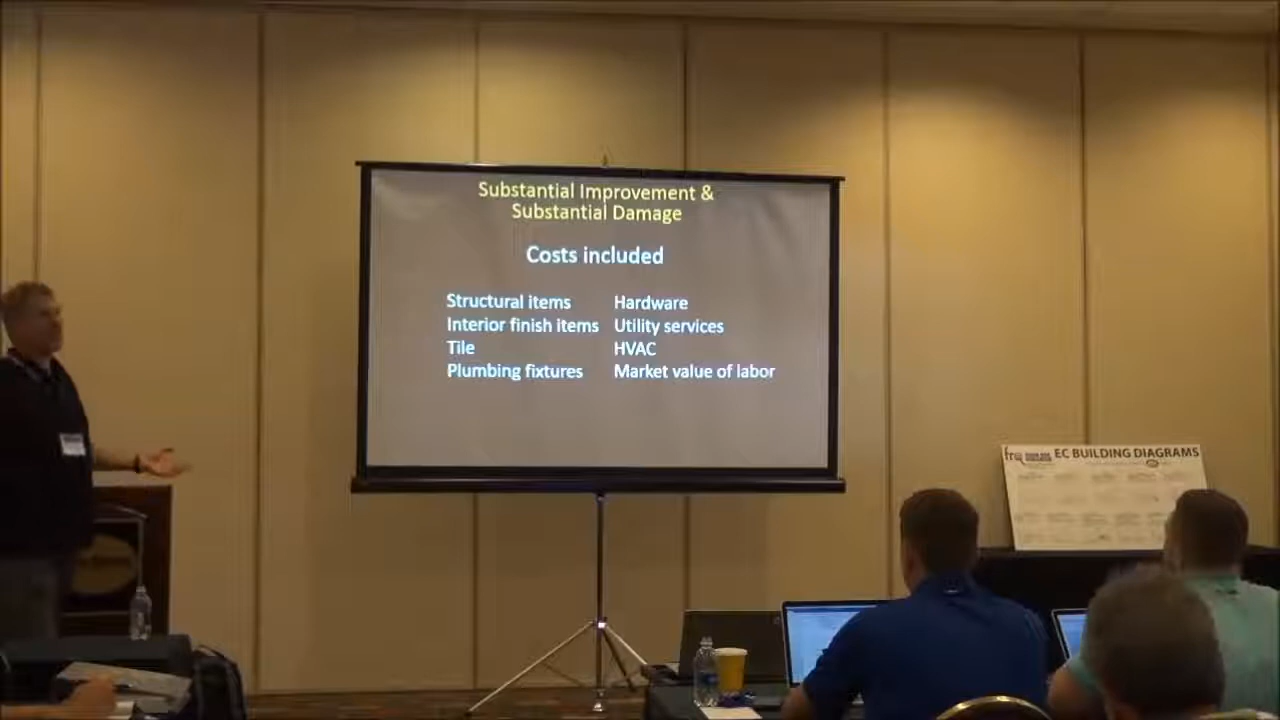 Substantial Improvement &
Substantial Damage
Costs included
Structural items
Interior finish items
Tile
Plumbing fixtures
Hardware
Utility services
HVAC
Market value of labor
EC BUILDING DIAGRAMS